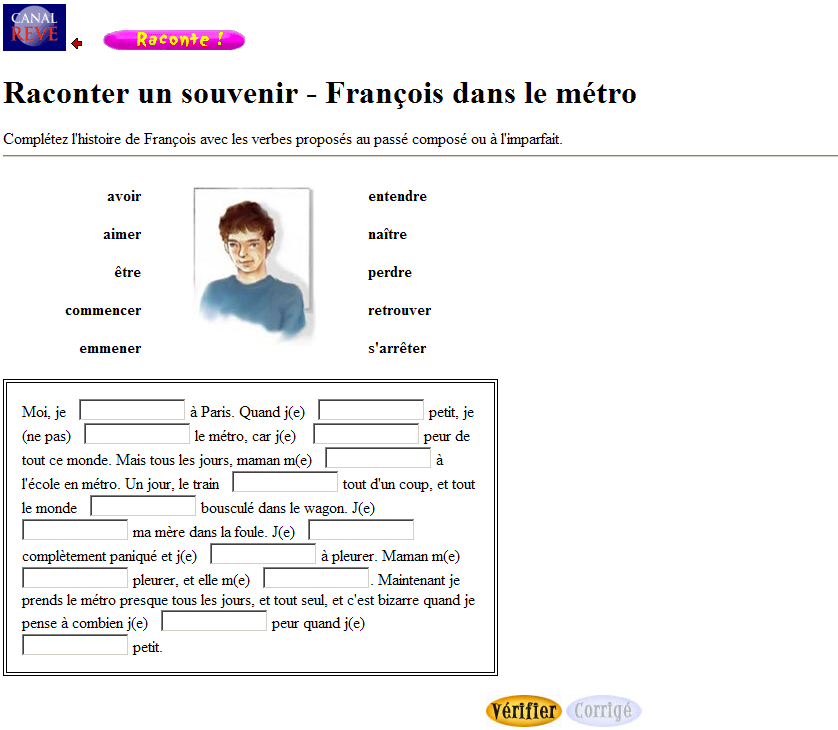 CANAL
REVE
Raconte !
Raconter un souvenir - François dans le métro
Complétez l'histoire de François avec les verbes proposés au passé composé ou à l'imparfait.
avoir
entendre
aimer
naître
être
perdre
commencer
retrouver
emmener
s'arrêter
Moi, je à Paris. Quand j(e) petit, je
(ne pas) le métro, car j(e) peur de
tout ce monde. Mais tous les jours, maman m(e) à
l'école en métro. Un jour, le train tout d'un coup, et tout
le monde bousculé dans le wagon. J(e)
ma mère dans la foule. J(e)
complètement paniqué et j(e) à pleurer. Maman m(e)
pleurer, et elle m(e) . Maintenant je
prends le métro presque tous les jours, et tout seul, et c'est bizarre quand je
pense à combien j(e) peur quand j(e)
petit.
Vérifier Corrigé